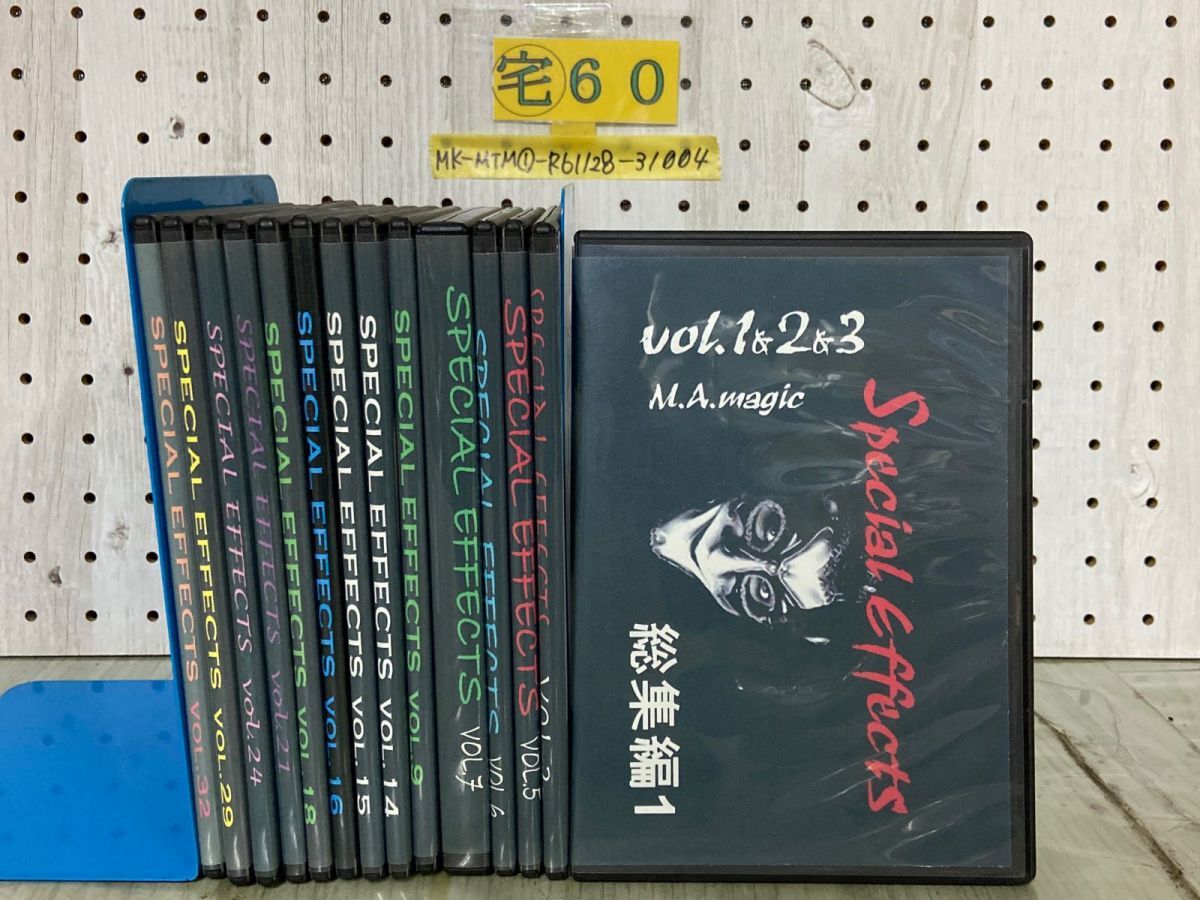 宅60
MK-MTM①-R61128-31004
SPECIAL EFFECTS VOL.32
SPECIAL EFFECTS VOL.29
SPECIAL EFFECTS VOL.24
SPECIAL EFFECTS VOL.21
SPECIAL EFFECTS VOL.18
SPECIAL EFFECTS VOL.16
SPECIAL EFFECTS VOL.15
SPECIAL EFFECTS VOL.14
SPECIAL EFFECTS VOL.9
SPECIAL EFFECTS VOL.7
SPECIAL EFFECTS VOL.6
SPECIAL EFFECTS VOL.5
SPECIAL EFFECTS
vol.1&2&3
M.A.magic
Special Effects
総集編1